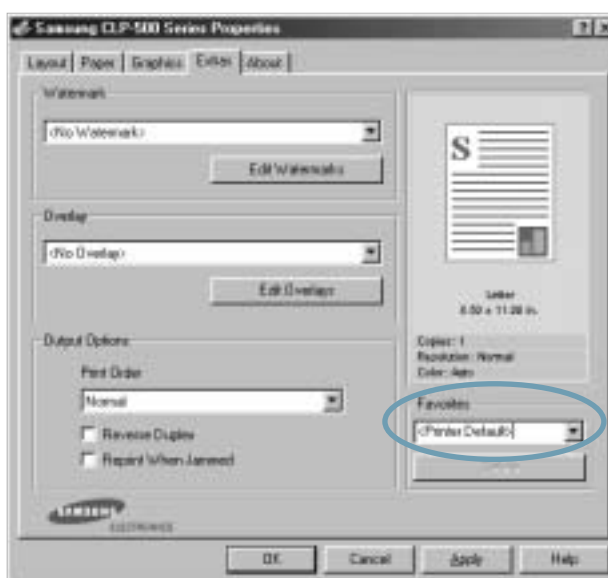 Samsung CLP-500 Series Properties
Layout Paper Graphics Extras About
Watermark
<No Watermark>
Edit Watermarks
Overlay
<No Overlay>
Edit Overlays
Output Options
Print Order
Normal
Reverse Duplex
Reprint When Jammed
SAMSUNG
ELECTRONICS
S
Letter
8.50 x 11.00 in.
Copies: 1
Resolution: Normal
Color: Auto
Favorites
<Printer Default>
OK Cancel Apply Help